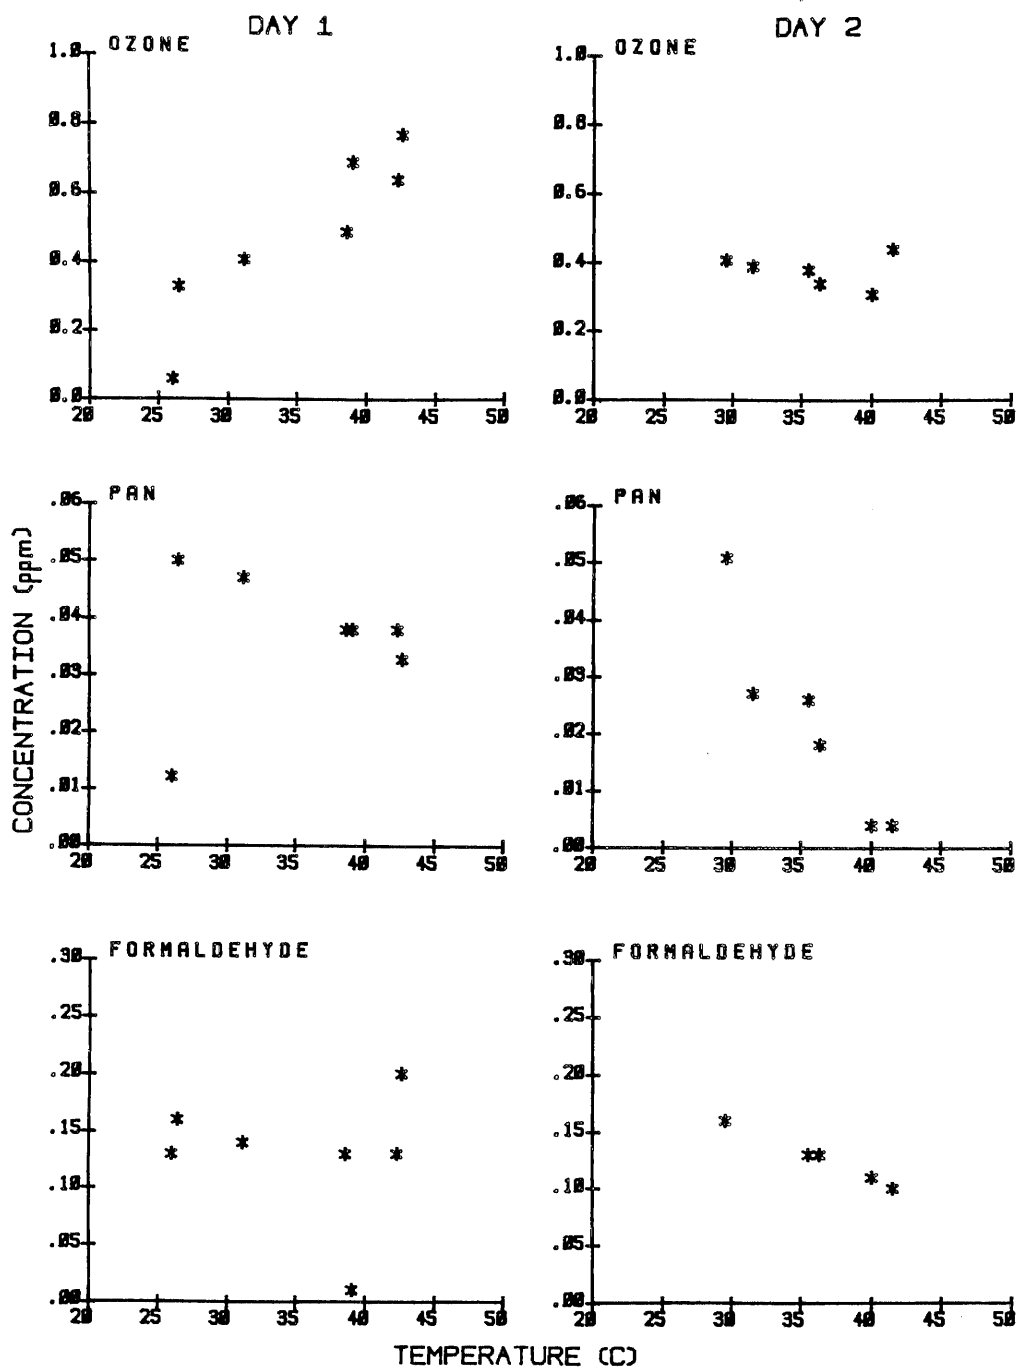 DAY 1
DAY 2
OZONE
1.0
0.8
0.6
0.4
0.2
0.0
20 25 30 35 40 45 50
OZONE
1.0
0.8
0.6
0.4
0.2
0.0
20 25 30 35 40 45 50
CONCENTRATION (ppm)
PAN
.06
.05
.04
.03
.02
.01
.00
20 25 30 35 40 45 50
PAN
.06
.05
.04
.03
.02
.01
.00
20 25 30 35 40 45 50
FORMALDEHYDE
.30
.25
.20
.15
.10
.05
.00
20 25 30 35 40 45 50
FORMALDEHYDE
.30
.25
.20
.15
.10
.05
.00
20 25 30 35 40 45 50
TEMPERATURE (C)